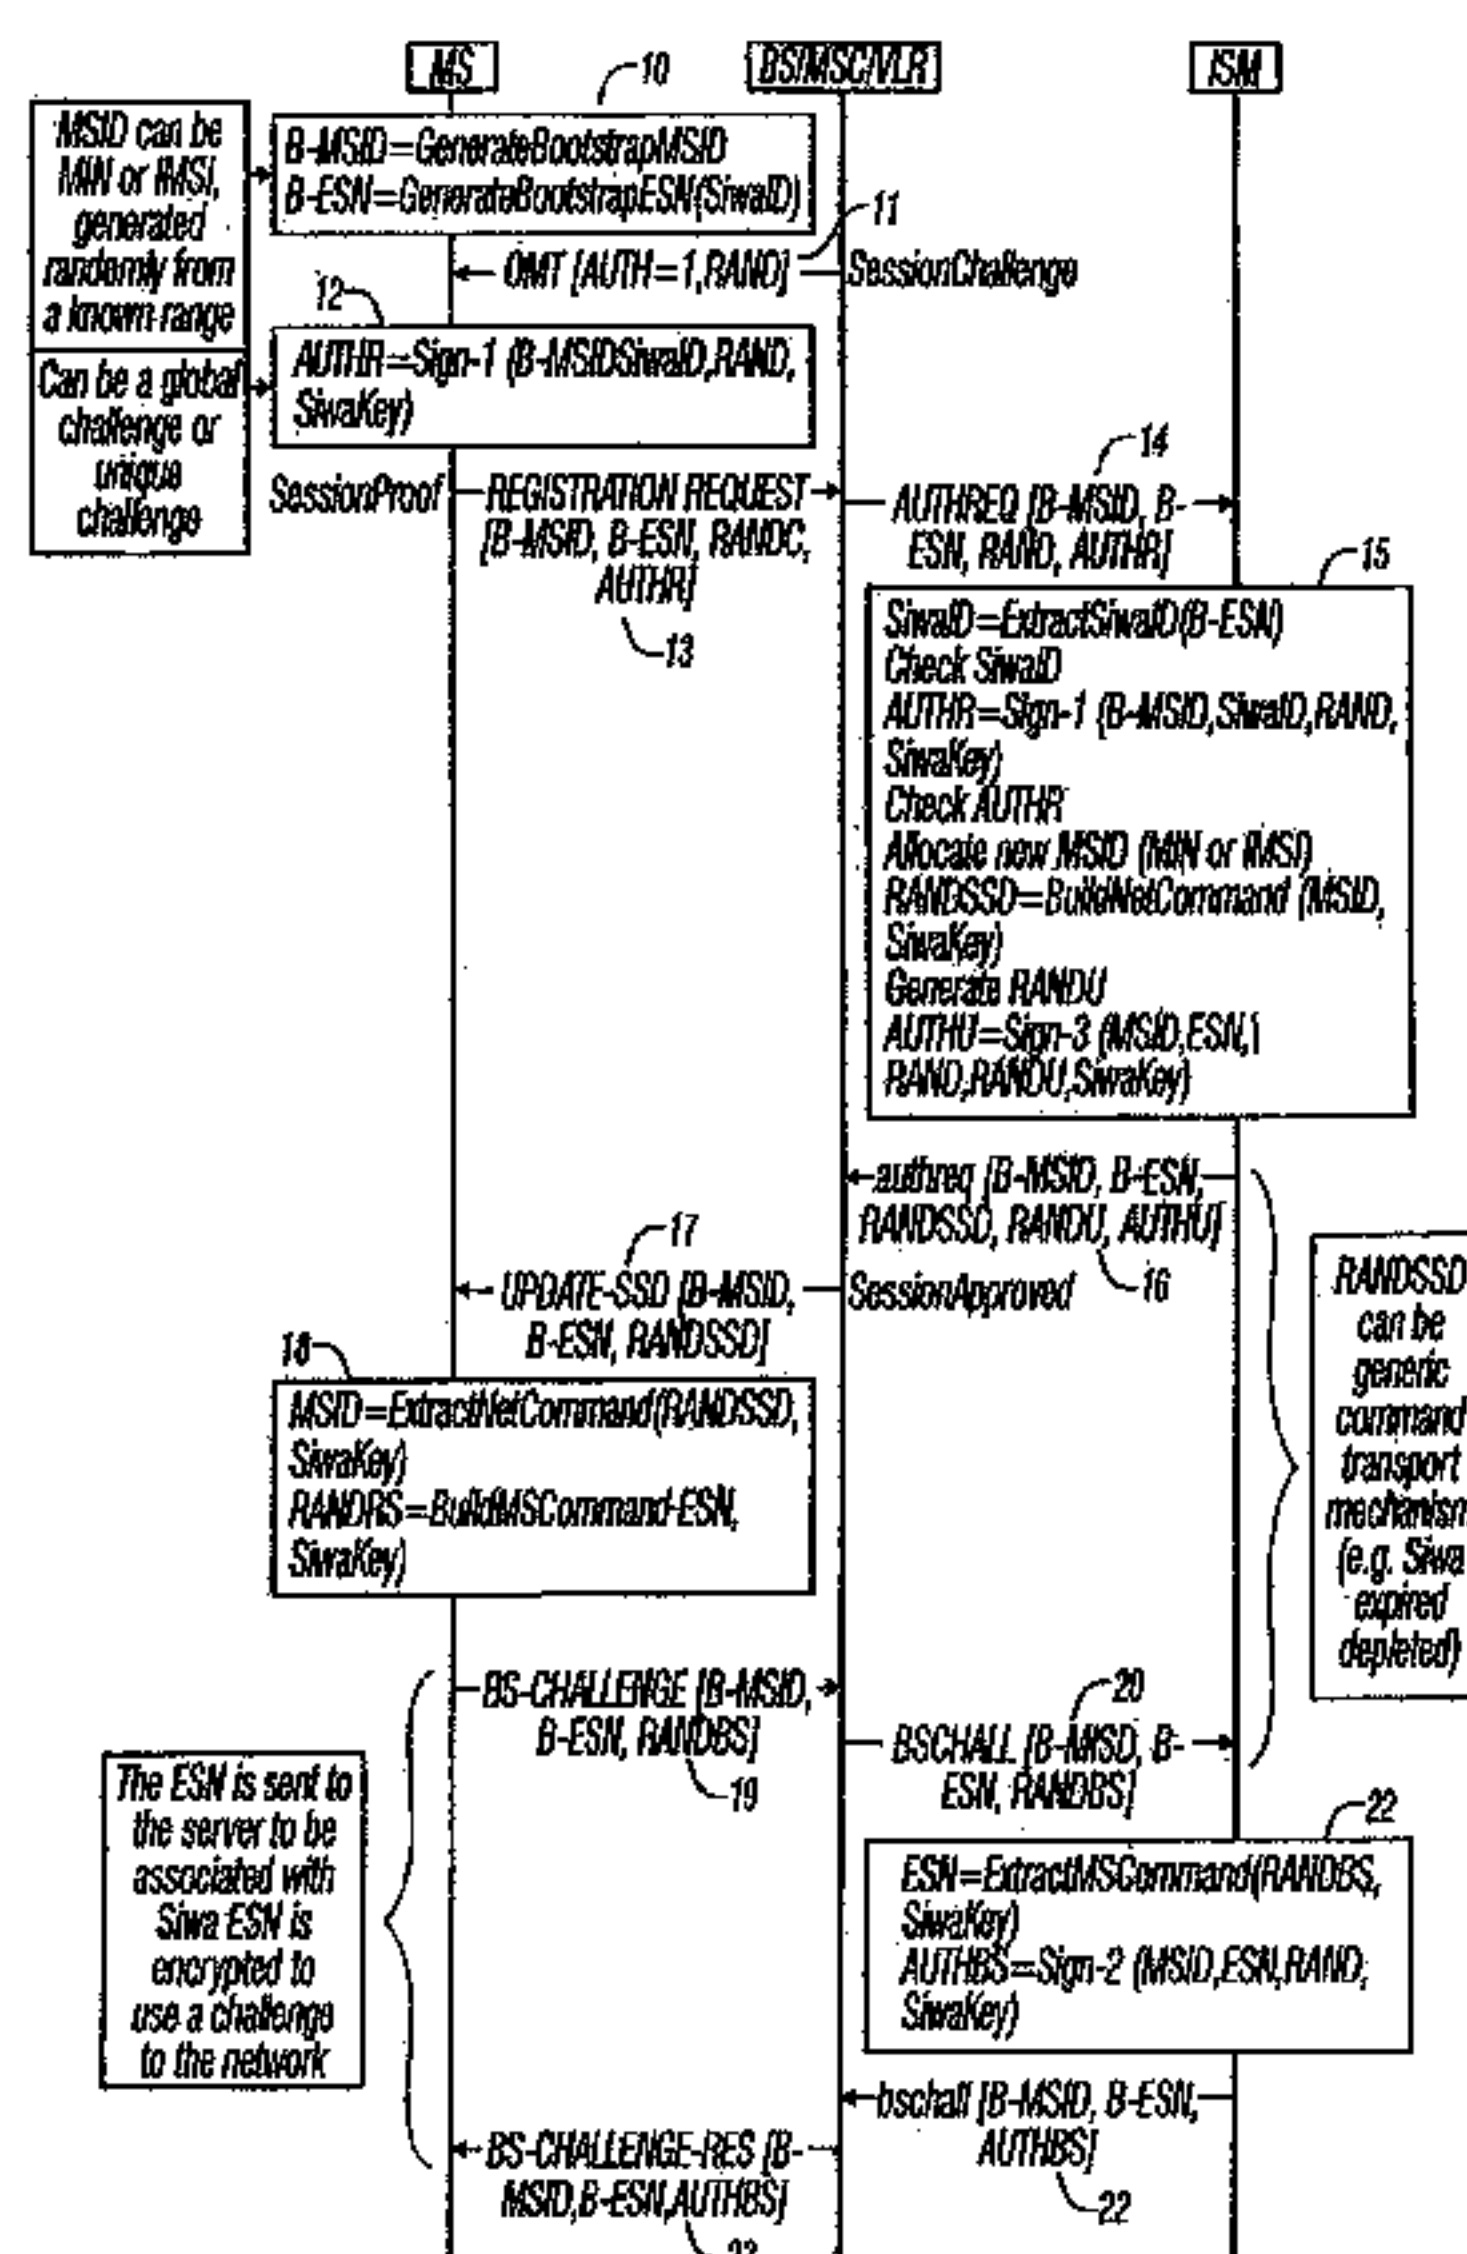 MS
BS/MSC/VLR
ISM
10
MSID can be
MIN or IMSI,
generated
randomly from
a known range
B-MSID=GenerateBootstrapMSID
B-ESN=GenerateBootstrapESN(SiwaID)
11
OMT [AUTH=1,RAND]
SessionChallenge
12
Can be a global
challenge or
unique
challenge
AUTHR=Sign-1 (B-MSIDSiwaID,RAND,
SiwaKey)
SessionProof
REGISTRATION REQUEST
[B-MSID, B-ESN, RANDC,
AUTHR]
13
14
AUTHREQ [B-MSID, B-
ESN, RAND, AUTHR]
15
SiwaID=ExtractSiwaID(B-ESN)
Check SiwaID
AUTHR=Sign-1 (B-MSID,SiwaID,RAND,
SiwaKey)
Check AUTHR
Allocate new MSID (MIN or IMSI)
RANDSSD=BuildNetCommand (MSID,
SiwaKey)
Generate RANDU
AUTHU=Sign-3 (MSID,ESN,\
RAND,RANDU,SiwaKey)
authreq [B-MSID, B-ESN,
RANDSSD, RANDU, AUTHU]
16
17
UPDATE-SSD [B-MSID,
B-ESN, RANDSSD]
SessionApproved
RANDSSD
can be
generic
command
transport
mechanism
(e.g. Siwa
expired
depleted)
18
MSID=ExtractNetCommand(RANDSSD,
SiwaKey)
RANDBS=BuildMSCommand-ESN,
SiwaKey)
BS-CHALLENGE [B-MSID,
B-ESN, RANDBS]
19
20
BSCHALL [B-MISD, B-
ESN, RANDBS]
The ESN is sent to
the server to be
associated with
Siwa ESN is
encrypted to
use a challenge
to the network
22
ESN=ExtractMSCommand(RANDBS,
SiwaKey)
AUTHBS=Sign-2 (MSID,ESN,RAND,
SiwaKey)
bschall [B-MSID, B-ESN,
AUTHBS]
22
BS-CHALLENGE-RES [B-
MSID,B-ESN,AUTHBS]